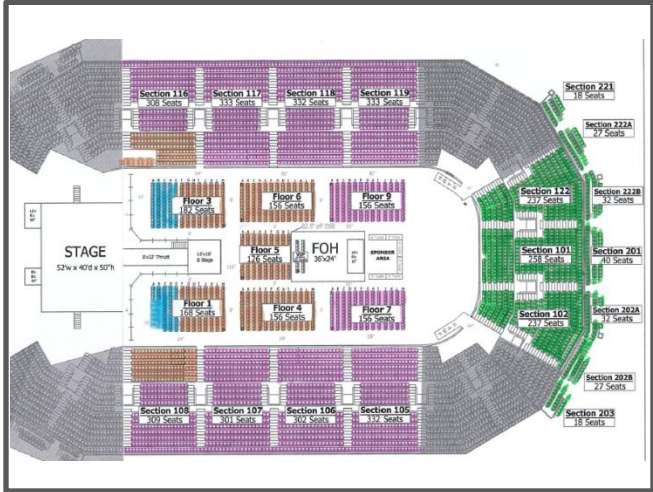 Section 116
308 Seats
Section 117
333 Seats
Section 118
332 Seats
Section 119
333 Seats
Section 221
18 Seats
Section 222A
27 Seats
Section 222B
32 Seats
Section 122
237 Seats
Section 101
258 Seats
Section 201
40 Seats
Section 102
237 Seats
Section 202A
32 Seats
Section 202B
27 Seats
Section 203
18 Seats
Floor 3
182 Seats
Floor 6
156 Seats
Floor 9
156 Seats
STAGE
52'w x 40'd x 50"h
Floor 5
126 Seats
FOH
36'x24'
SPONSOR
AREA
Floor 1
168 Seats
Floor 4
156 Seats
Floor 7
156 Seats
Section 108
309 Seats
Section 107
301 Seats
Section 106
302 Seats
Section 105
332 Seats